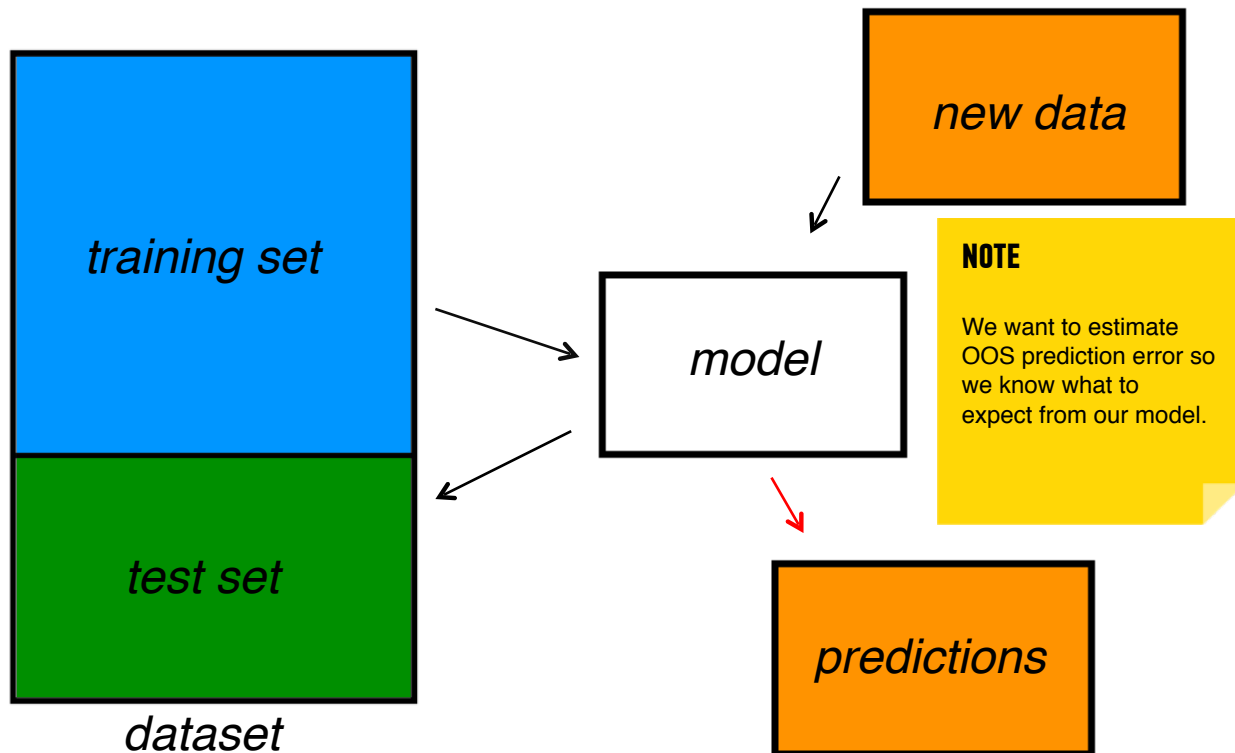 new data
training set
NOTE
We want to estimate
OOS prediction error so
we know what to
expect from our model.
model
test set
predictions
dataset